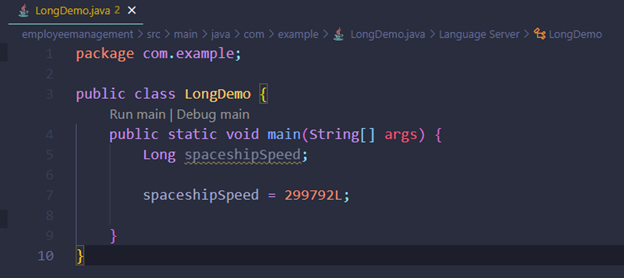 LongDemo.java 2 ×
employeemanagement > src > main > java > com > example > LongDemo.java > Language Server > LongDemo
1 package com.example;
2
3 public class LongDemo {
Run main | Debug main
4 public static void main(String[] args) {
5 Long spaceshipSpeed;
6
7 spaceshipSpeed = 299792L;
8
9 }
10 }